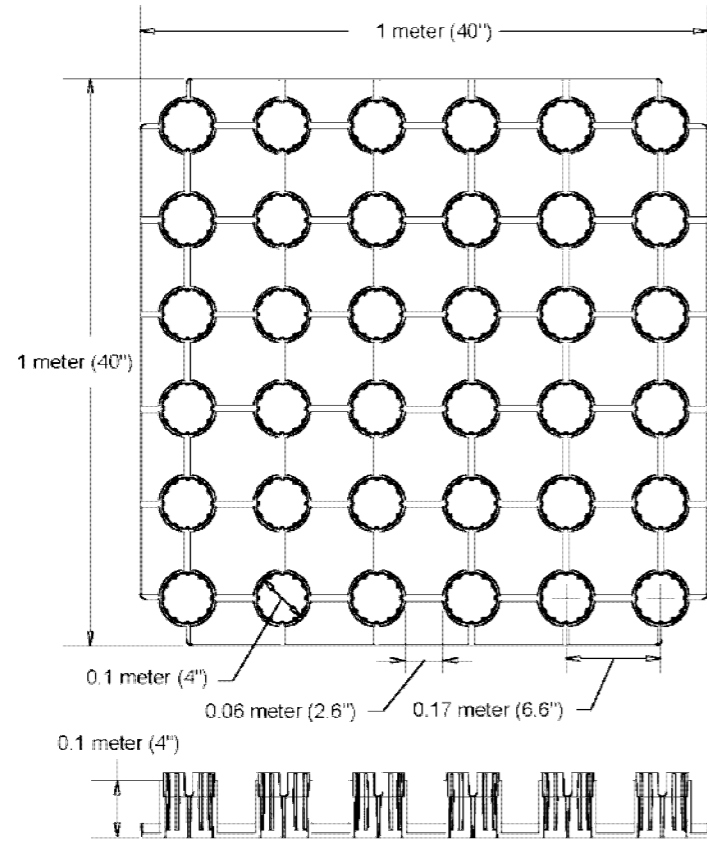 1 meter (40")
1 meter (40")
0.1 meter (4")
0.06 meter (2.6")
0.17 meter (6.6")
0.1 meter (4")